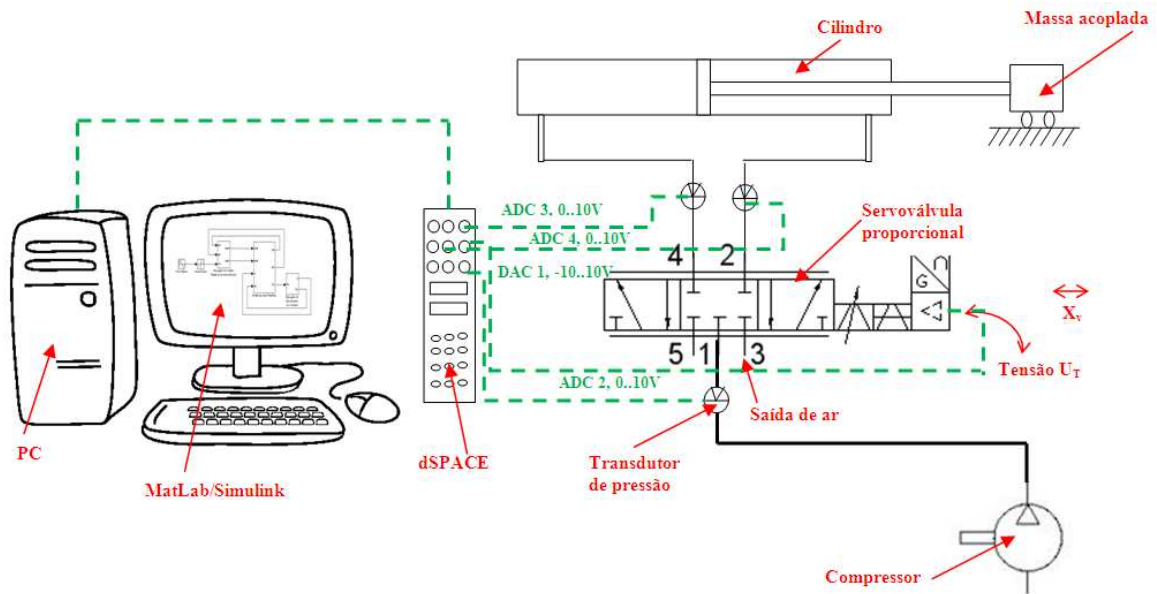 Massa acoplada
Cilindro
ADC 3, 0..10V
ADC 4, 0..10V
DAC 1, -10..10V
Servoválvula
proporcional
4
2
G
Xv
5
1
3
Tensão UT
ADC 2, 0..10V
Saída de ar
PC
dSPACE
Transdutor
de pressão
MatLab/Simulink
Compressor